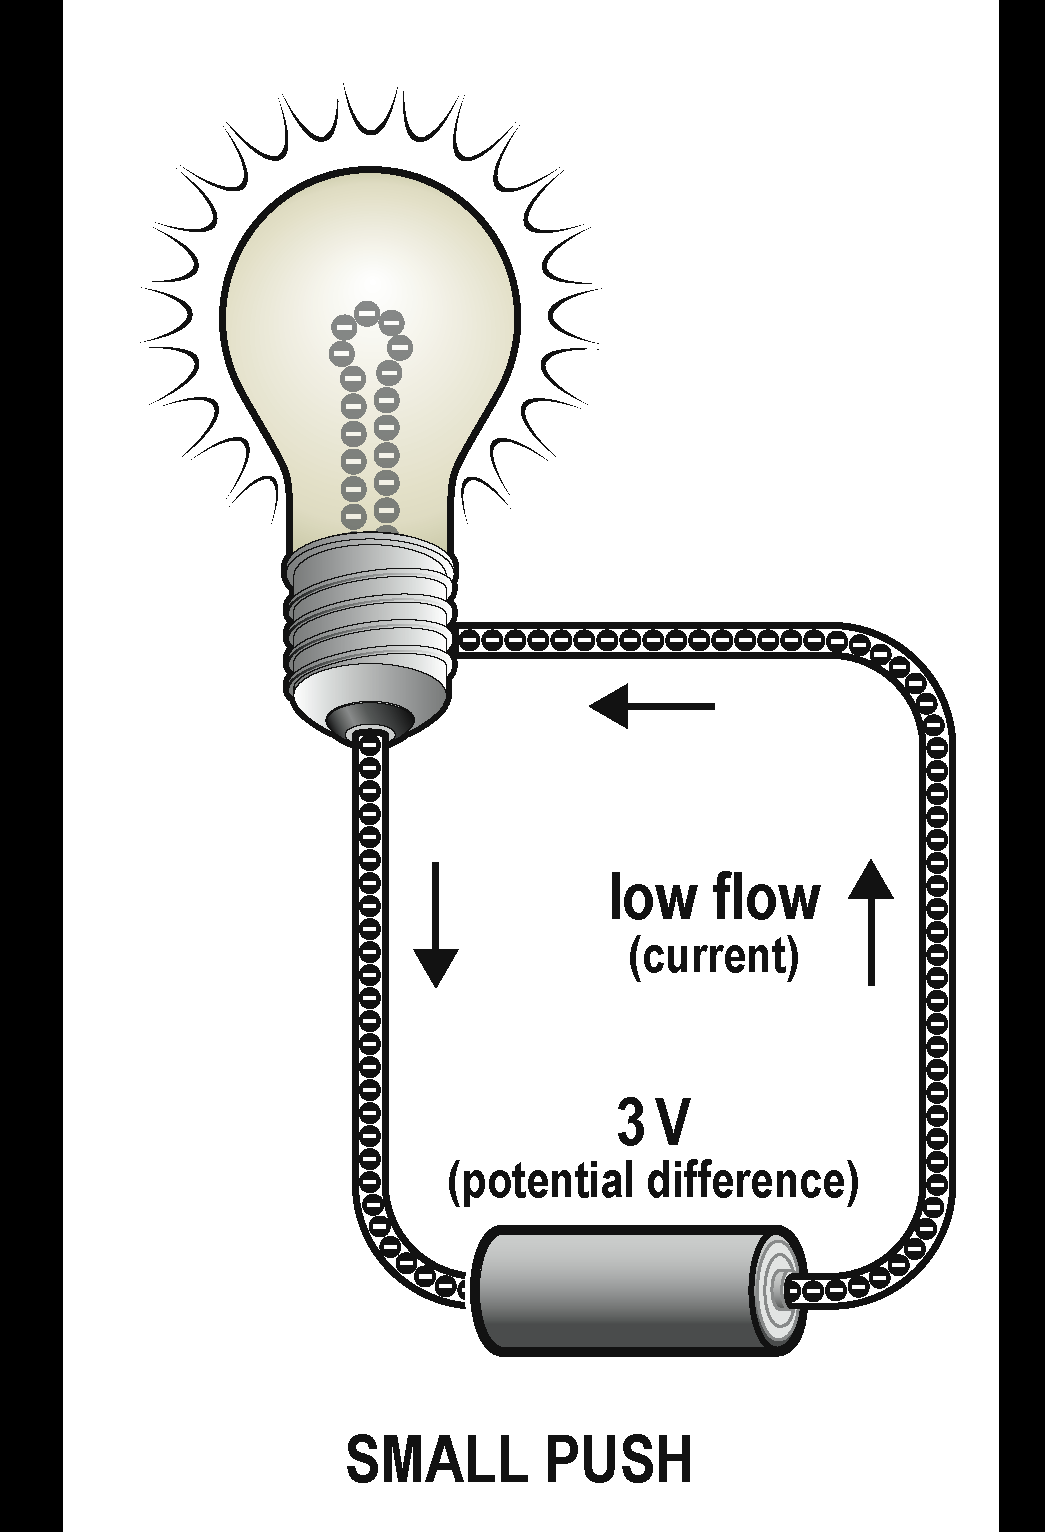 low flow
(current)
3 V
(potential difference)
SMALL PUSH